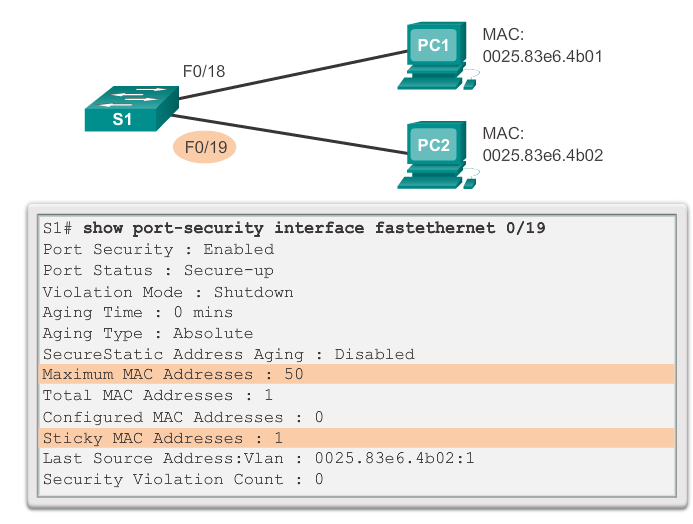 MAC:
PC1
0025.83e6.4b01
F0/18
S1
MAC:
F0/19
PC2
0025.83e6.4b02
S1# show port-security interface fastethernet 0/19
Port Security : Enabled
Port Status : Secure-up
Violation Mode : Shutdown
Aging Time : 0 mins
Aging Type : Absolute
SecureStatic Address Aging : Disabled
Maximum MAC Addresses : 50
Total MAC Addresses : 1
Configured MAC Addresses : 0
Sticky MAC Addresses : 1
Last Source Address:Vlan : 0025.83e6.4b02:1
Security Violation Count : 0